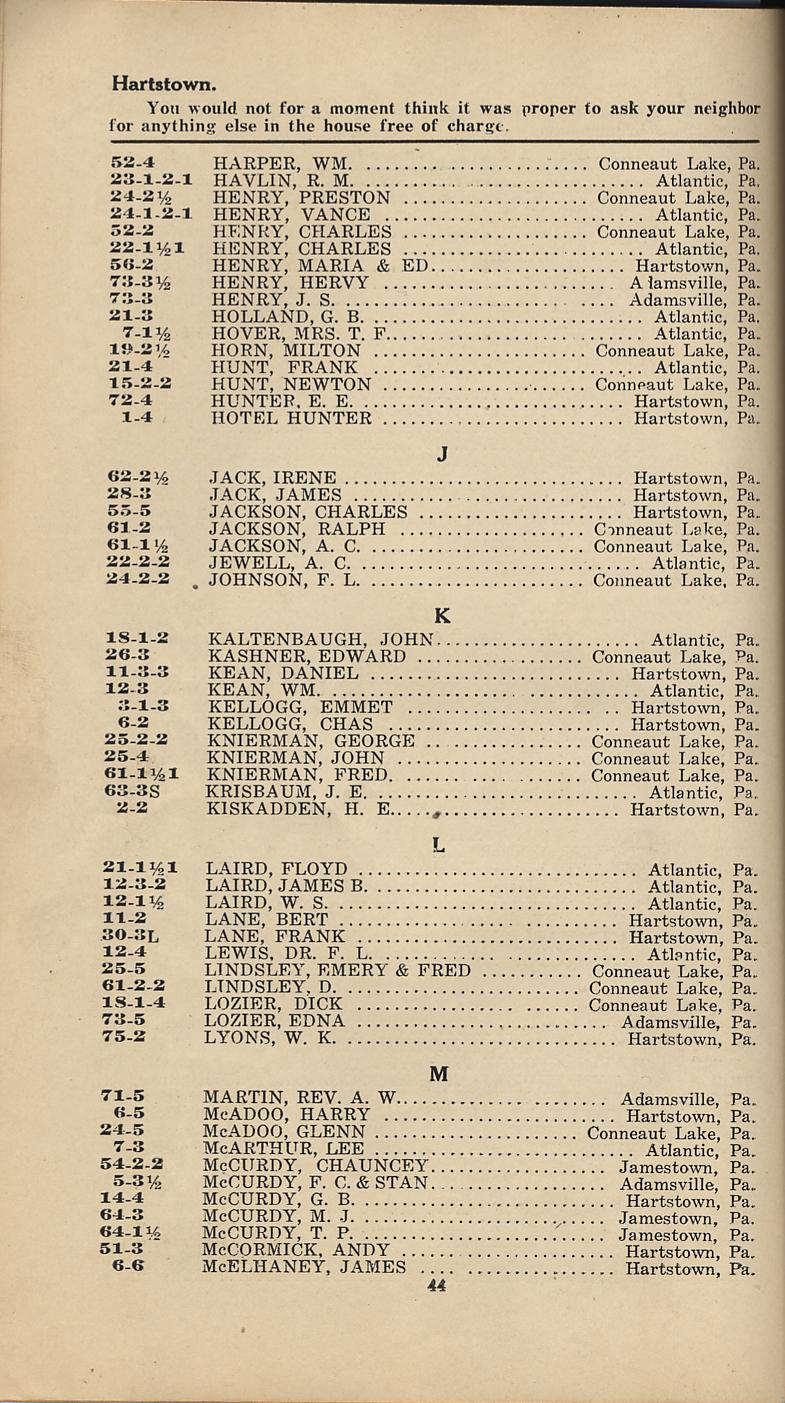 Hartstown.
You would not for a moment think it was proper to ask your neighbor
for anything else in the house free of charge.
52-4 HARPER, WM. Conneaut Lake, Pa.
23-1-2-1 HAVLIN, R. M. Atlantic, Pa.
24-2½ HENRY, PRESTON Conneaut Lake, Pa.
24-1-2-1 HENRY, VANCE Atlantic, Pa.
52-2 HENRY, CHARLES Conneaut Lake, Pa.
22-1½1 HENRY, CHARLES Atlantic, Pa.
56-2 HENRY, MARIA & ED. Hartstown, Pa.
73-3½ HENRY, HERVY Adamsville, Pa.
73-3 HENRY, J. S. Adamsville, Pa.
21-3 HOLLAND, G. B. Atlantic, Pa.
7-1½ HOVER, MRS. T. F. Atlantic, Pa.
19-2½ HORN, MILTON Conneaut Lake, Pa.
21-4 HUNT, FRANK Atlantic, Pa.
15-2-2 HUNT, NEWTON Conneaut Lake, Pa.
72-4 HUNTER, E. E. Hartstown, Pa.
1-4 HOTEL HUNTER Hartstown, Pa.
J
62-2½ JACK, IRENE Hartstown, Pa.
28-3 JACK, JAMES Hartstown, Pa.
55-5 JACKSON, CHARLES Hartstown, Pa.
61-2 JACKSON, RALPH Conneaut Lake, Pa.
61-1½ JACKSON, A. C. Conneaut Lake, Pa.
22-2-2 JEWELL, A. C. Atlantic, Pa.
24-2-2 JOHNSON, F. L. Conneaut Lake, Pa.
K
18-1-2 KALTENBAUGH, JOHN Atlantic, Pa.
26-3 KASHNER, EDWARD Conneaut Lake, Pa.
11-3-3 KEAN, DANIEL Hartstown, Pa.
12-3 KEAN, WM. Atlantic, Pa.
3-1-3 KELLOGG, EMMET Hartstown, Pa.
6-2 KELLOGG, CHAS Hartstown, Pa.
25-2-2 KNIERMAN, GEORGE Conneaut Lake, Pa.
25-4 KNIERMAN, JOHN Conneaut Lake, Pa.
61-1½1 KNIERMAN, FRED. Conneaut Lake, Pa.
63-3S KRISBAUM, J. E. Atlantic, Pa.
2-2 KISKADDEN, H. E. Hartstown, Pa.
L
21-1½1 LAIRD, FLOYD Atlantic, Pa.
12-3-2 LAIRD, JAMES B. Atlantic, Pa.
12-1½ LAIRD, W. S. Atlantic, Pa.
11-2 LANE, BERT Hartstown, Pa.
30-3L LANE, FRANK Hartstown, Pa.
12-4 LEWIS, DR. F. L. Atlantic, Pa.
25-5 LINDSLEY, EMERY & FRED Conneaut Lake, Pa.
61-2-2 LINDSLEY, D. Conneaut Lake, Pa.
18-1-4 LOZIER, DICK Conneaut Lake, Pa.
73-5 LOZIER, EDNA Adamsville, Pa.
75-2 LYONS, W. K. Hartstown, Pa.
M
71-5 MARTIN, REV. A. W. Adamsville, Pa.
6-5 McADOO, HARRY Hartstown, Pa.
24-5 McADOO, GLENN Conneaut Lake, Pa.
7-3 McARTHUR, LEE Atlantic, Pa.
54-2-2 McCURDY, CHAUNCEY Jamestown, Pa.
5-3½ McCURDY, F. C. & STAN. Adamsville, Pa.
14-4 McCURDY, G. B. Hartstown, Pa.
64-3 McCURDY, M. J. Jamestown, Pa.
64-1½ McCURDY, T. P. Jamestown, Pa.
51-3 McCORMICK, ANDY Hartstown, Pa.
6-6 McELHANEY, JAMES Hartstown, Pa.
44